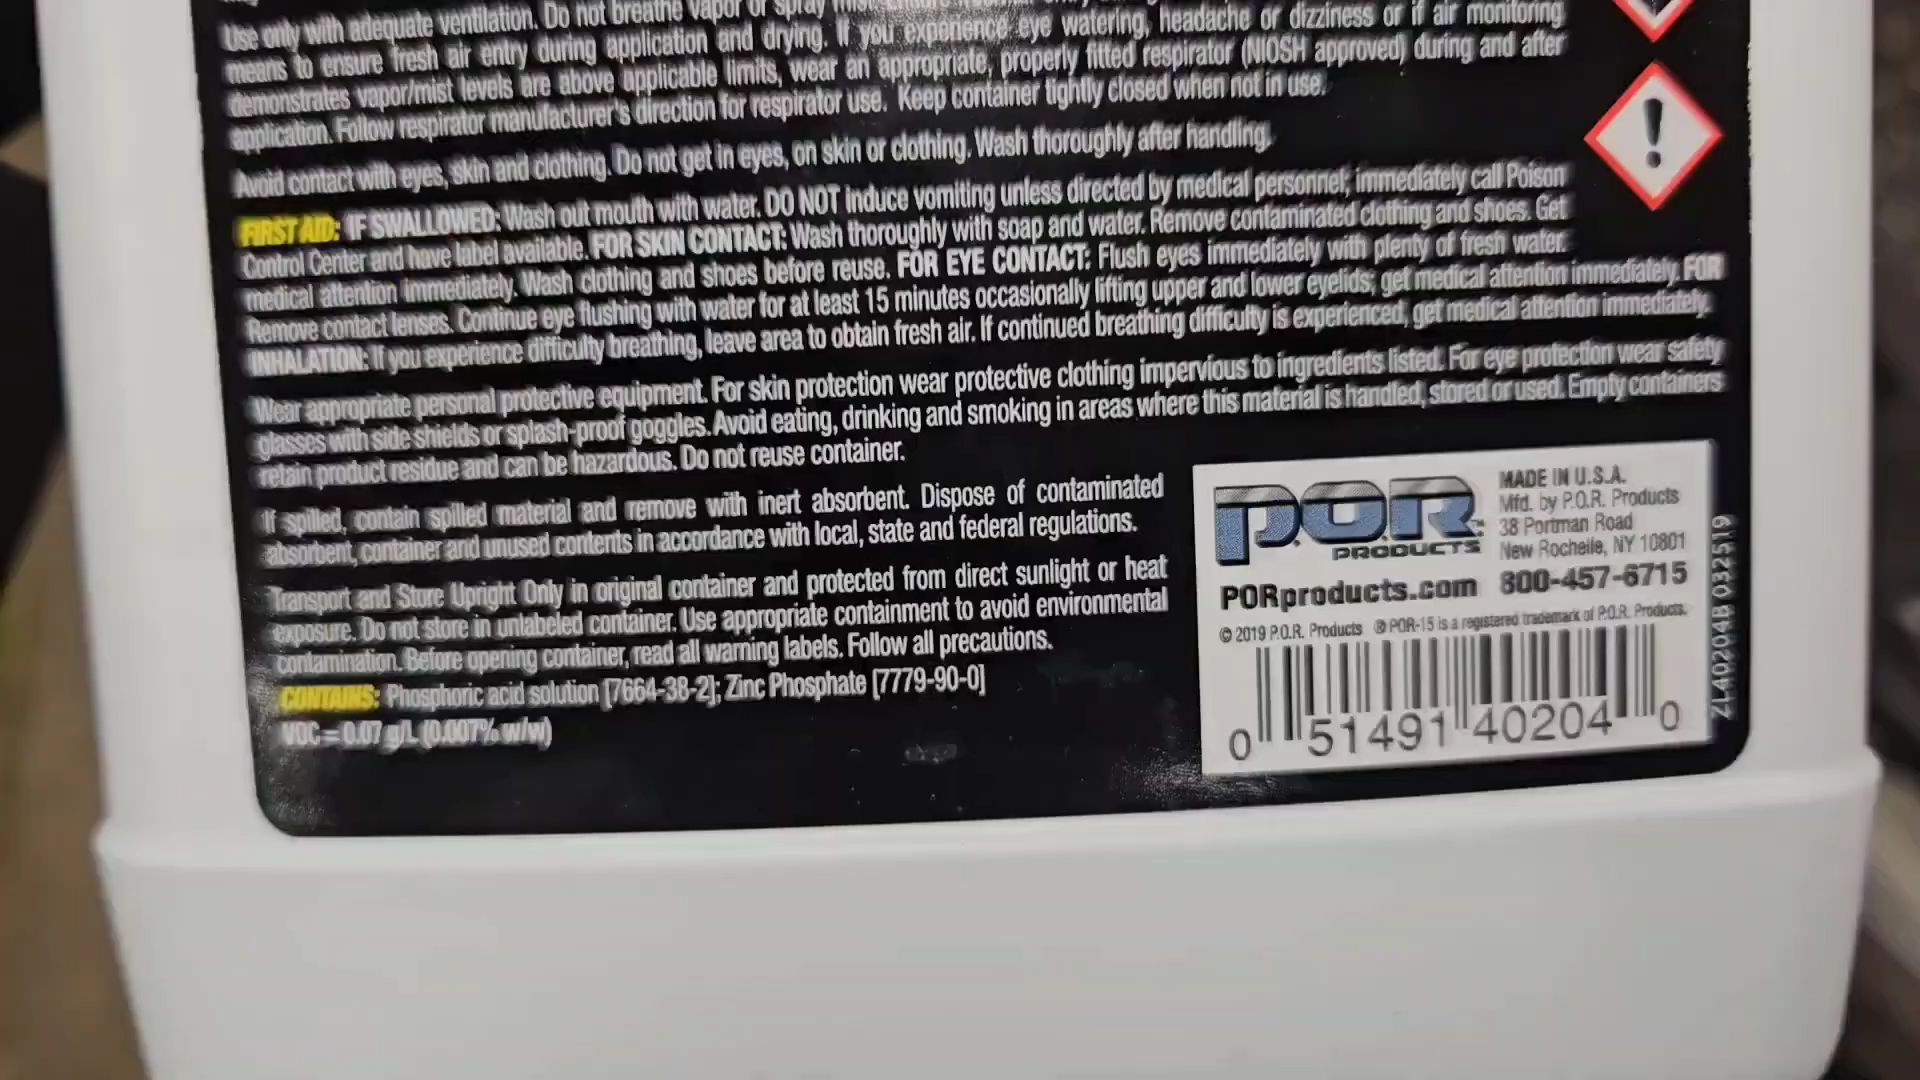 Use only with adequate ventilation. Do not breathe vapor or spray
means to ensure fresh air entry during application and drying. If you experience eye watering, headache or dizziness or if air monitoring
demonstrates vapor/mist levels are above applicable limits, wear an appropriate, properly fitted respirator (NIOSH approved) during and after
application. Follow respirator manufacturer's direction for respirator use. Keep container tightly closed when not in use.
Avoid contact with eyes, skin and clothing. Do not get in eyes, on skin or clothing. Wash thoroughly after handling.
FIRST AID: IF SWALLOWED: Wash out mouth with water. DO NOT induce vomiting unless directed by medical personnel; immediately call Poison
Control Center and have label available. FOR SKIN CONTACT: Wash thoroughly with soap and water. Remove contaminated clothing and shoes. Get
medical attention immediately. Wash clothing and shoes before reuse. FOR EYE CONTACT: Flush eyes immediately with plenty of fresh water.
Remove contact lenses. Continue eye flushing with water for at least 15 minutes occasionally lifting upper and lower eyelids; get medical attention immediately. FOR
INHALATION: If you experience difficulty breathing, leave area to obtain fresh air. If continued breathing difficulty is experienced, get medical attention immediately.
Wear appropriate personal protective equipment. For skin protection wear protective clothing impervious to ingredients listed. For eye protection wear safety
glasses with side shields or splash-proof goggles. Avoid eating, drinking and smoking in areas where this material is handled, stored or used. Empty containers
retain product residue and can be hazardous. Do not reuse container.
If spilled, contain spilled material and remove with inert absorbent. Dispose of contaminated
absorbent, container and unused contents in accordance with local, state and federal regulations.
Transport and Store Upright Only in original container and protected from direct sunlight or heat
exposure. Do not store in unlabeled container. Use appropriate containment to avoid environmental
contamination. Before opening container, read all warning labels. Follow all precautions.
CONTAINS: Phosphoric acid solution [7664-38-2]; Zinc Phosphate [7779-90-0]
VOC = 0.07 g/L (0.007% w/w)
P.O.R.
PRODUCTS
MADE IN U.S.A.
Mfd. by P.O.R. Products
38 Portman Road
New Rochelle, NY 10801
PORproducts.com 800-457-6715
© 2019 P.O.R. Products ® POR-15 is a registered trademark of P.O.R. Products.
0 51491 40204 0
ZL40204B 032519